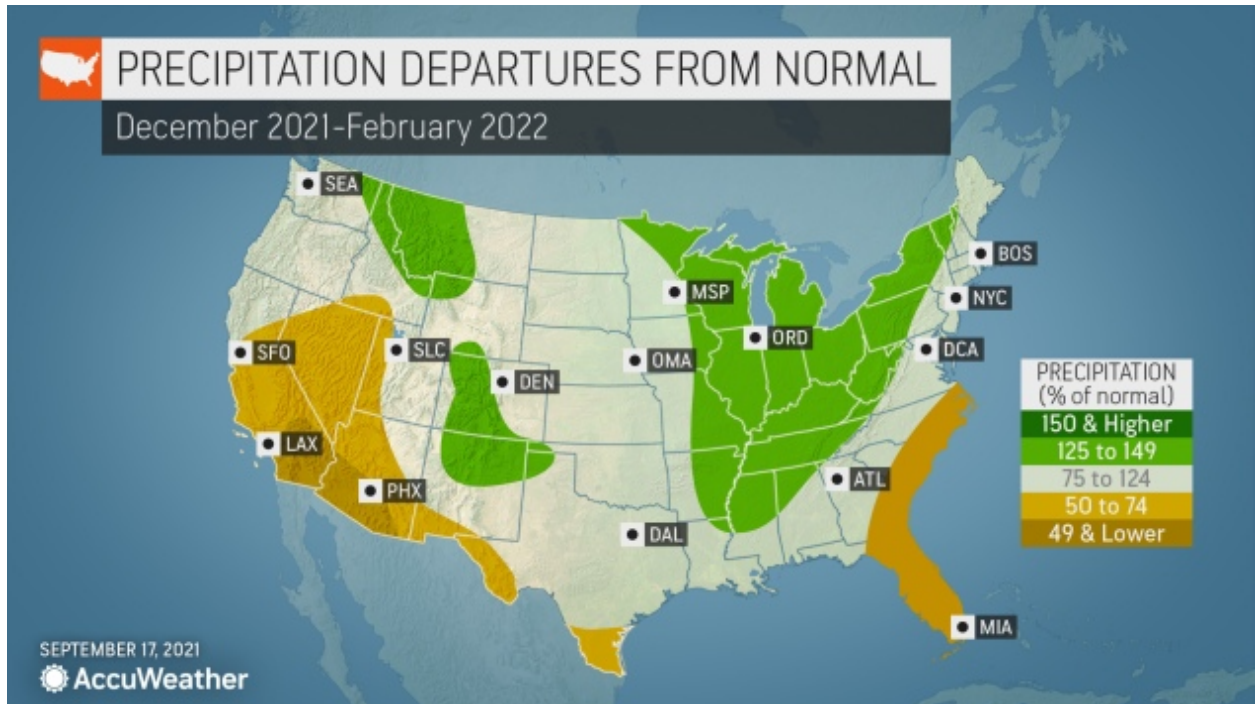 PRECIPITATION DEPARTURES FROM NORMAL
December 2021-February 2022
SEA
BOS
MSP
NYC
ORD
SFO
SLC
DCA
OMA
DEN
LAX
PHX
ATL
DAL
MIA
PRECIPITATION
(% of normal)
150 & Higher
125 to 149
75 to 124
50 to 74
49 & Lower
SEPTEMBER 17, 2021
AccuWeather